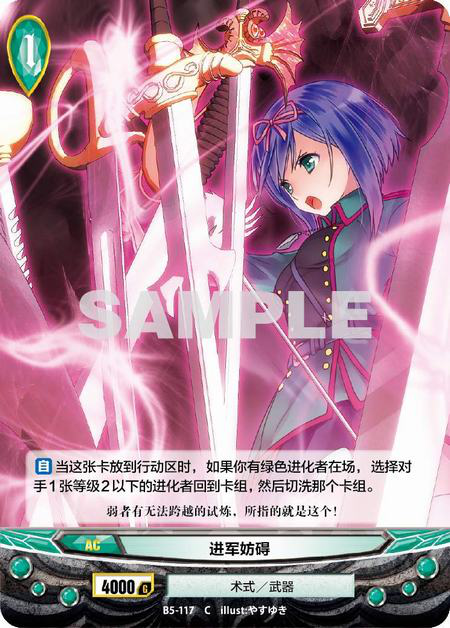 1
SAMPLE
自 当这张卡放到行动区时，如果你有绿色进化者在场，选择对
手1张等级2以下的进化者回到卡组，然后切洗那个卡组。
弱者有无法跨越的试炼，所指的就是这个！
AC 进军妨碍
4000 G 术式／武器
B5-117 C illust:やすゆき